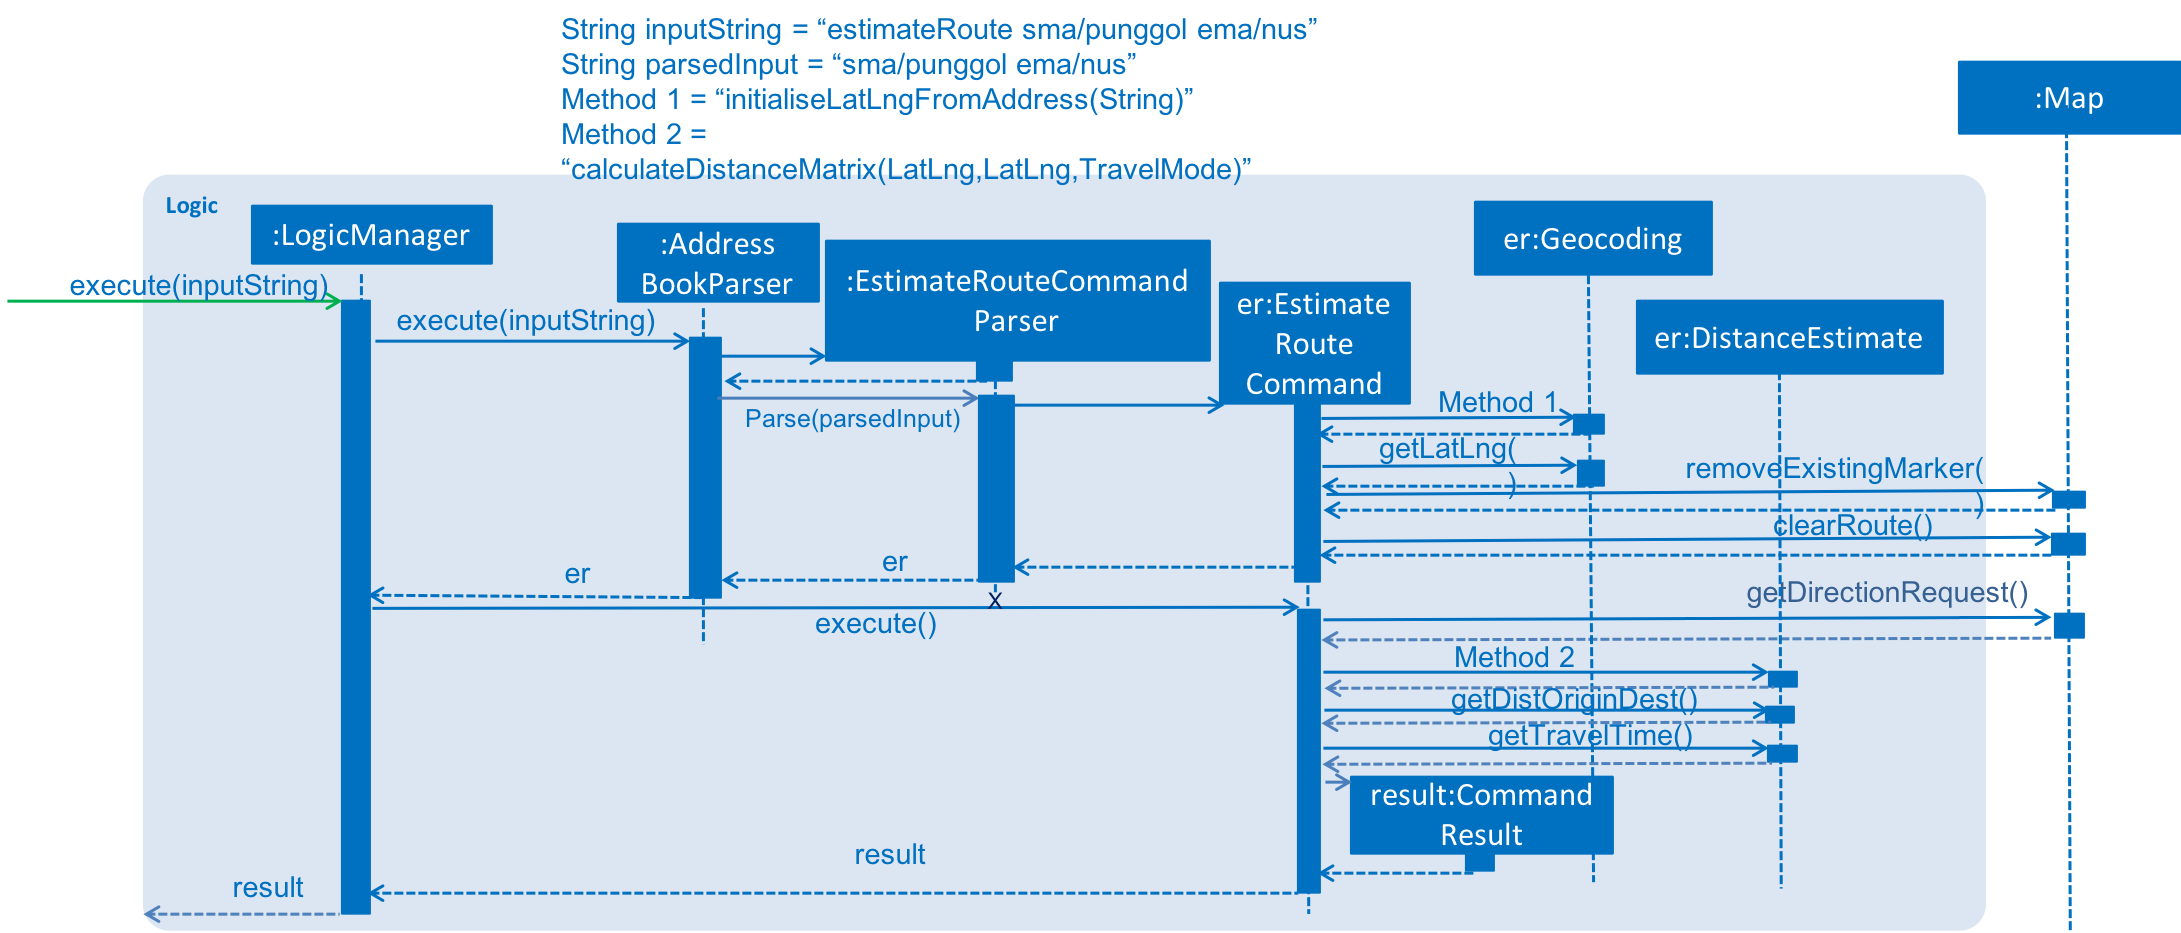 String inputString = “estimateRoute sma/punggol ema/nus”
String parsedInput = “sma/punggol ema/nus”
Method 1 = “initialiseLatLngFromAddress(String)”
Method 2 =
“calculateDistanceMatrix(LatLng,LatLng,TravelMode)”
:Map
Logic
:LogicManager
:Address
BookParser
:EstimateRouteCommand
Parser
er:Estimate
Route
Command
er:Geocoding
er:DistanceEstimate
execute(inputString)
execute(inputString)
Parse(parsedInput)
Method 1
getLatLng(
)
removeExistingMarker(
)
clearRoute()
er
er
X
execute()
getDirectionRequest()
Method 2
getDistOriginDest()
getTravelTime()
result:Command
Result
result
result